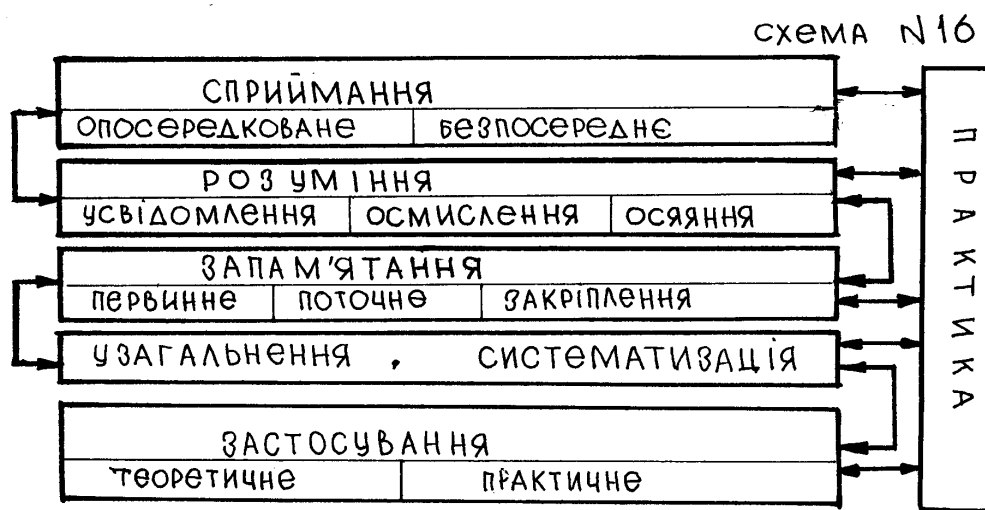 схема N16
СПРИЙМАННЯ
опосередковане безпосереднє
РОЗУМІННЯ
усвідомлення осмислення осяяння
ЗАПАМ'ЯТАННЯ
первинне поточне закріплення
УЗАГАЛЬНЕННЯ . СИСТЕМАТИЗАЦІЯ
ЗАСТОСУВАННЯ
теоретичне практичне
ПРАКТИКА